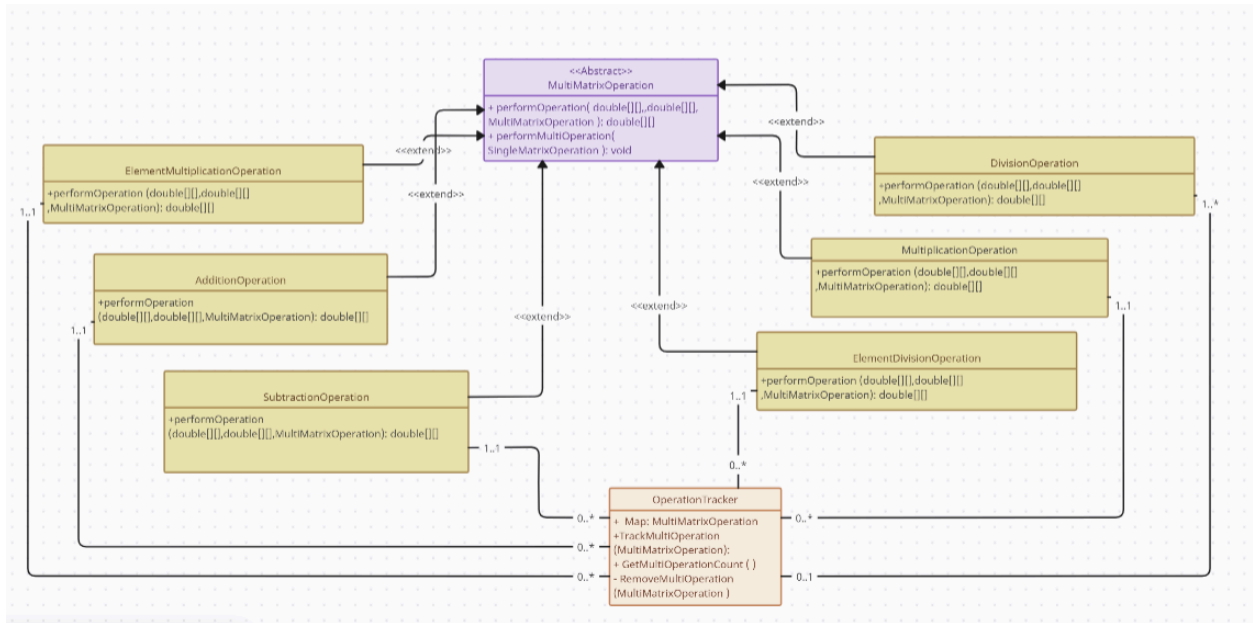 <<Abstract>>
MultiMatrixOperation
+ performOperation( double[][],,double[][],
MultiMatrixOperation ): double[][]
+ performMultiOperation(
SingleMatrixOperation ): void
<<extend>>
<<extend>>
<<extend>>
<<extend>>
<<extend>>
<<extend>>
ElementMultiplicationOperation
+performOperation (double[][],double[][]
,MultiMatrixOperation): double[][]
1..1
DivisionOperation
+performOperation (double[][],double[][]
,MultiMatrixOperation): double[][]
1..*
AdditionOperation
+performOperation
(double[][],double[][],MultiMatrixOperation): double[][]
1..1
MultiplicationOperation
+performOperation (double[][],double[][]
,MultiMatrixOperation): double[][]
1..1
SubtractionOperation
+performOperation
(double[][],double[][],MultiMatrixOperation): double[][]
1..1
ElementDivisionOperation
+performOperation (double[][],double[][]
,MultiMatrixOperation): double[][]
1..1
0..*
OperationTracker
+ Map: MultiMatrixOperation
+TrackMultiOperation
(MultiMatrixOperation):
+ GetMultiOperationCount ( )
- RemoveMultiOperation
(MultiMatrixOperation )
0..*
0..*
0..*
0..*
0..1